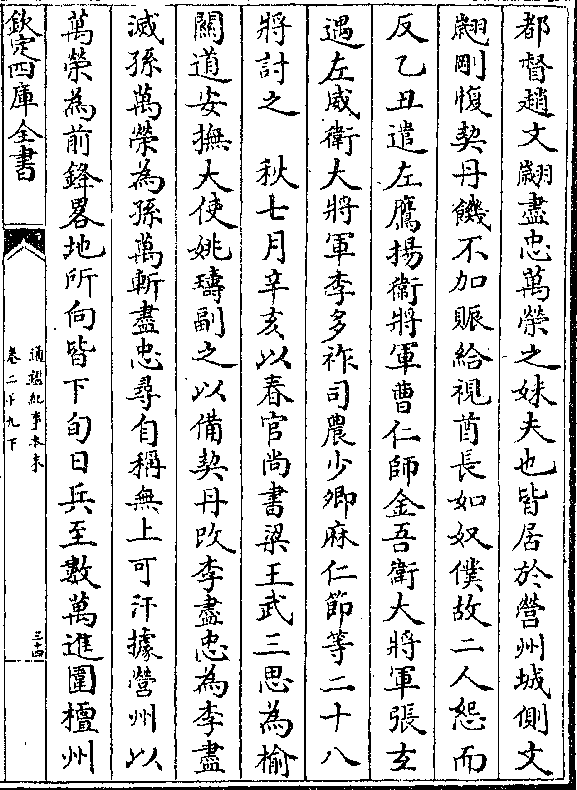 都督趙文翽盡忠萬榮之妹夫也皆居於營州城側文
翽剛愎契丹饑不加賑給視酋長如奴僕故二人怨而
反乙丑遣左鷹揚衛將軍曹仁師金吾衛大將軍張玄
遇左威衛大將軍李多祚司農少卿麻仁節等二十八
將討之　秋七月辛亥以春官尚書梁王武三思為榆
關道安撫大使姚璹副之以備契丹改李盡忠為李盡
滅孫萬榮為孫萬斬盡忠尋自稱無上可汗據營州以
萬榮為前鋒畧地所向皆下旬日兵至數萬進圍檀州
欽定四庫全書
通鑑紀事本末
卷二十九下
三十四